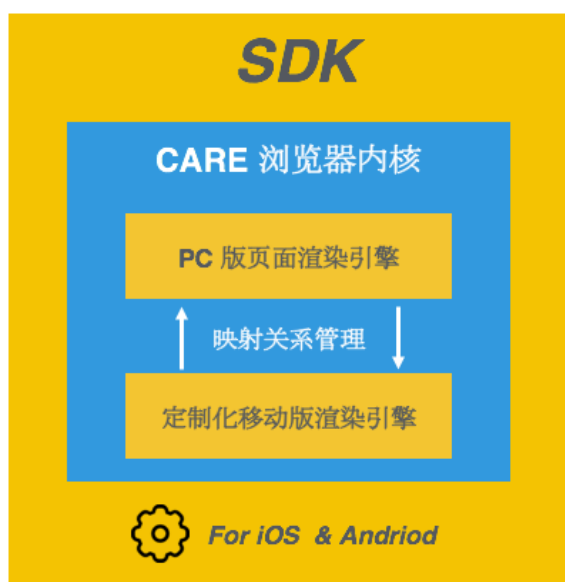 SDK
CARE 浏览器内核
PC 版页面渲染引擎
映射关系管理
定制化移动版渲染引擎
For iOS & Andriod